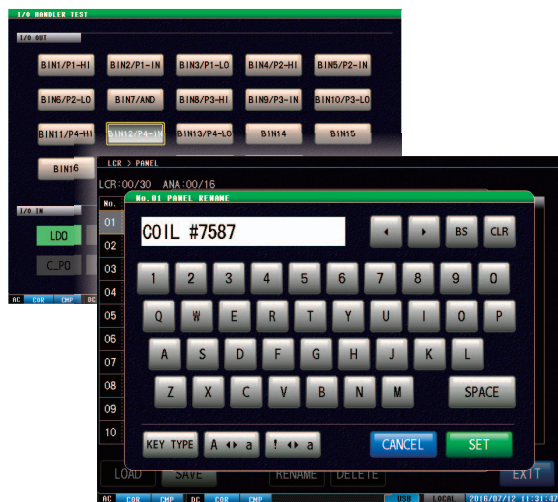 I/O HANDLER TEST
I/O OUT
BIN1/P1-HI BIN2/P1-IN BIN3/P1-LO BIN4/P2-HI BIN5/P2-IN
BIN6/P2-LO BIN7/AND BIN8/P3-HI BIN9/P3-IN BIN10/P3-LO
BIN11/P4-HI BIN12/P4-IN BIN13/P4-LO BIN14 BIN15
BIN16
I/O IN
LD0
C_P0
AC COR CMP DC
LCR > PANEL
LCR:00/30 ANA:00/16
No.
No.01 PANEL RENAME
01
COIL #7587
BS CLR
02
03
1 2 3 4 5 6 7 8 9 0
04
05
Q W E R T Y U I O P
06
07
A S D F G H J K L
08
Z X C V B N M SPACE
09
10
KEY TYPE A ◂▸ a ! ◂▸ a CANCEL SET
LOAD SAVE RENAME DELETE EXIT
AC COR CMP DC COR CMP USB LOCAL 2016/07/12 11:31:47